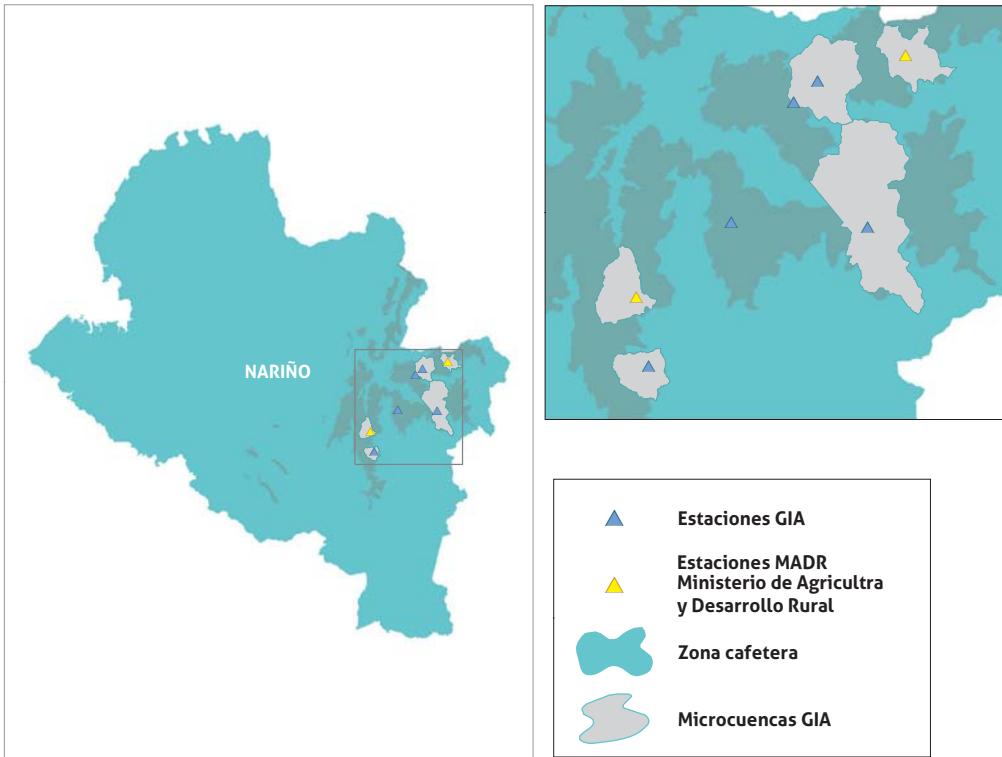 NARIÑO
Estaciones GIA
Estaciones MADR
Ministerio de Agricultra
y Desarrollo Rural
Zona cafetera
Microcuencas GIA